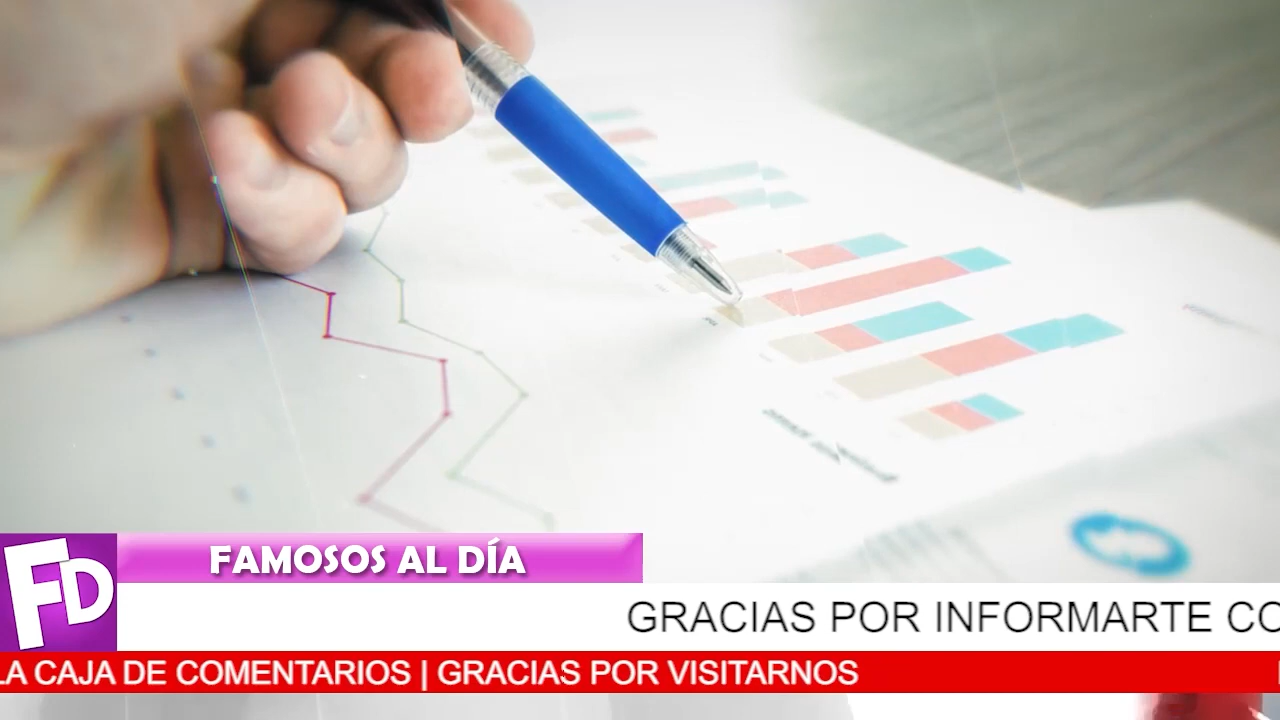 FAMOSOS AL DÍA
FD
GRACIAS POR INFORMARTE CO
LA CAJA DE COMENTARIOS | GRACIAS POR VISITARNOS